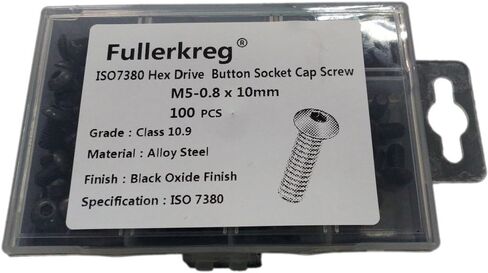 Fullerkreg®
ISO7380 Hex Drive Button Socket Cap Screw
M5-0.8 x 10mm
100 PCS
Grade : Class 10.9
Material : Alloy Steel
Finish : Black Oxide Finish
Specification : ISO 7380